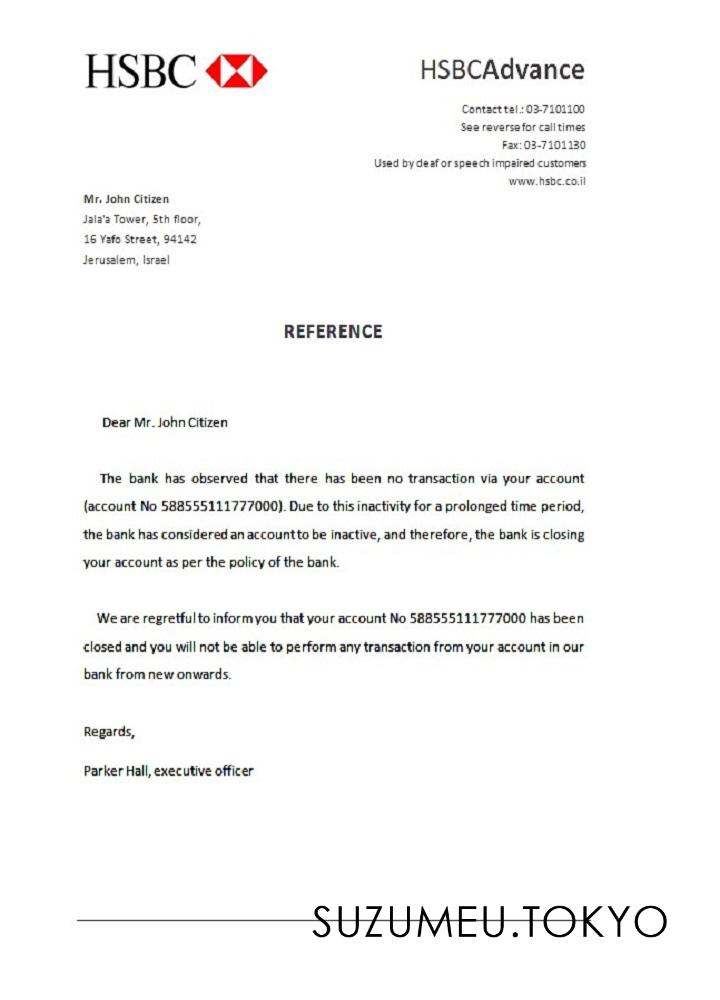 HSBC
HSBCAdvance
Contact tel.: 03-7101100
See reverse for call times
Fax: 03-7101130
Used by deaf or speech impaired customers
www.hsbc.co.il
Mr. John Citizen
Jala'a Tower, 5th floor,
16 Yafo Street, 94142
Jerusalem, Israel
REFERENCE
Dear Mr. John Citizen
The bank has observed that there has been no transaction via your account
(account No 588555111777000). Due to this inactivity for a prolonged time period,
the bank has considered an account to be inactive, and therefore, the bank is closing
your account as per the policy of the bank.
We are regretful to inform you that your account No 588555111777000 has been
closed and you will not be able to perform any transaction from your account in our
bank from new onwards.
Regards,
Parker Hall, executive officer
SUZUMEU.TOKYO